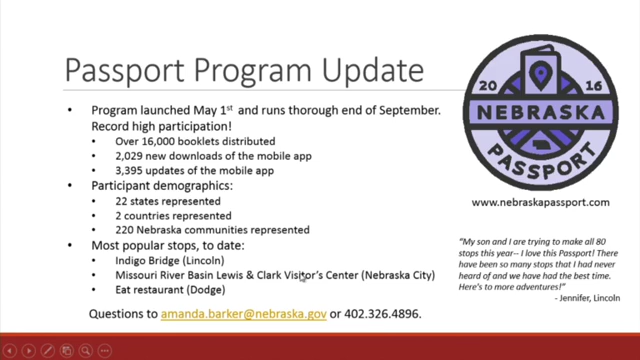 Passport Program Update
Program launched May 1st and runs thorough end of September.
Record high participation!
Over 16,000 booklets distributed
2,029 new downloads of the mobile app
3,395 updates of the mobile app
Participant demographics:
22 states represented
2 countries represented
220 Nebraska communities represented
Most popular stops, to date:
Indigo Bridge (Lincoln)
Missouri River Basin Lewis & Clark Visitor's Center (Nebraska City)
Eat restaurant (Dodge)
Questions to amanda.barker@nebraska.gov or 402.326.4896.
20 16
NEBRASKA
PASSPORT
www.nebraskapassport.com
"My son and I are trying to make all 80
stops this year-- I love this Passport! There
have been so many stops that I had never
heard of and we have had the best time.
Here's to more adventures!"
- Jennifer, Lincoln